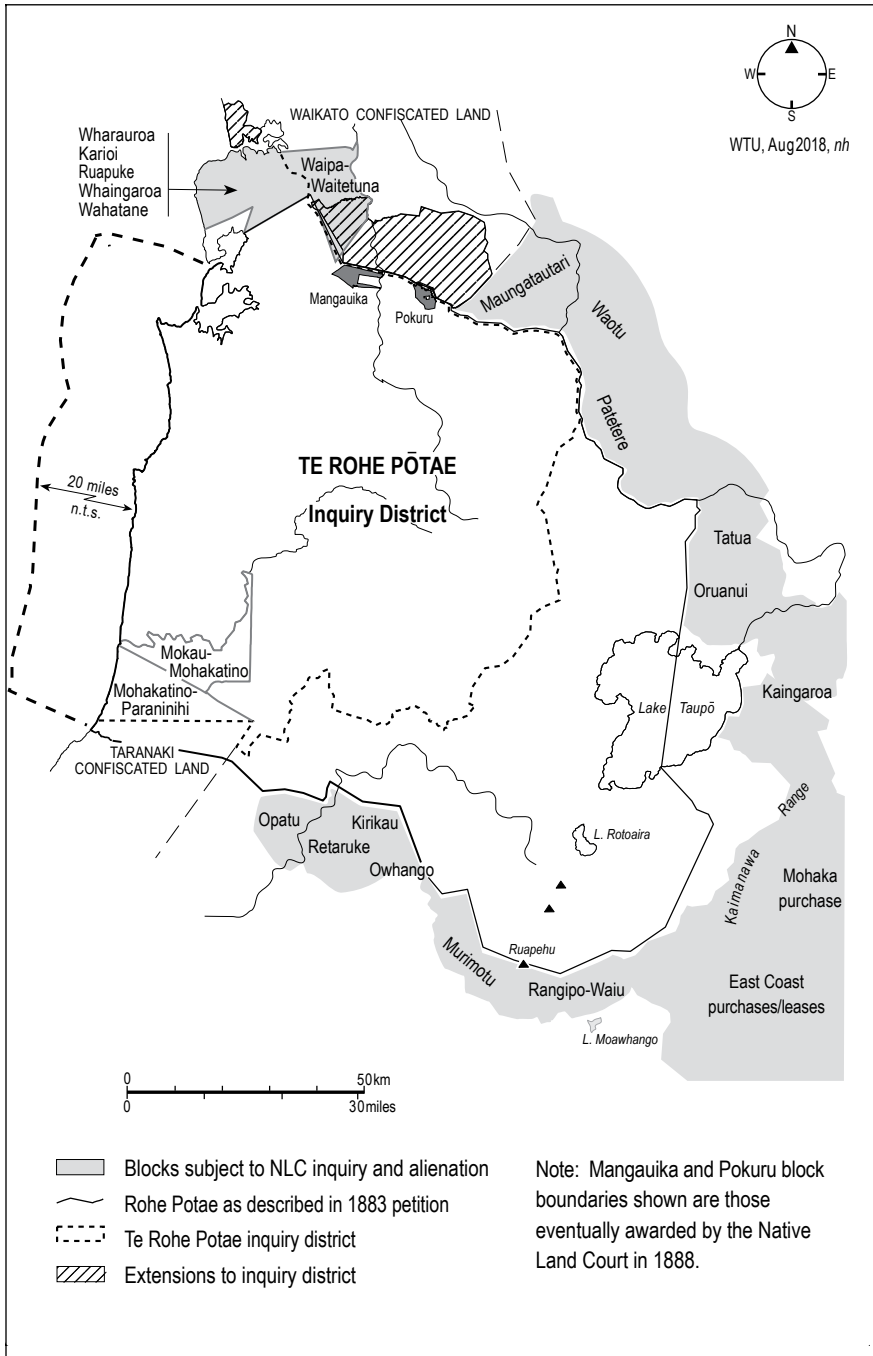 N
W
E
S
WTU, Aug2018, nh
WAIKATO CONFISCATED LAND
Wharauroa
Karioi
Ruapuke
Whaingaroa
Wahatane
Waipa-
Waitetuna
Mangauika
Pokuru
Maungatautari
Waotu
Patetere
TE ROHE PŌTAE
Inquiry District
20 miles
n.t.s.
Tatua
Oruanui
Mokau-
Mohakatino
Mohakatino-
Paraninihi
Lake Taupō
Kaingaroa
TARANAKI
CONFISCATED LAND
Opatu
Kirikau
Retaruke
Owhango
L. Rotoaira
Kaimanawa Range
Mohaka
purchase
Murimotu
Ruapehu
Rangipo-Waiu
East Coast
purchases/leases
L. Moawhango
0
50km
0
30miles
Blocks subject to NLC inquiry and alienation
Rohe Potae as described in 1883 petition
Te Rohe Potae inquiry district
Extensions to inquiry district
Note: Mangauika and Pokuru block
boundaries shown are those
eventually awarded by the Native
Land Court in 1888.